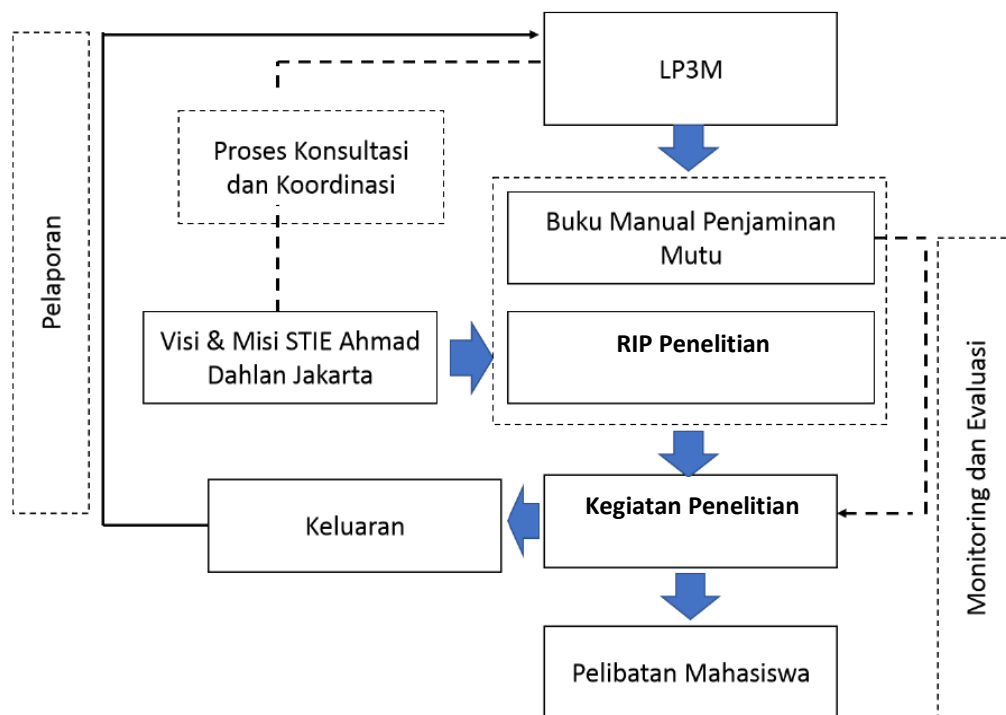 LP3M
Proses Konsultasi
dan Koordinasi
Buku Manual Penjaminan
Mutu
Pelaporan
Visi & Misi STIE Ahmad
Dahlan Jakarta
RIP Penelitian
Monitoring dan Evaluasi
Kegiatan Penelitian
Keluaran
Pelibatan Mahasiswa